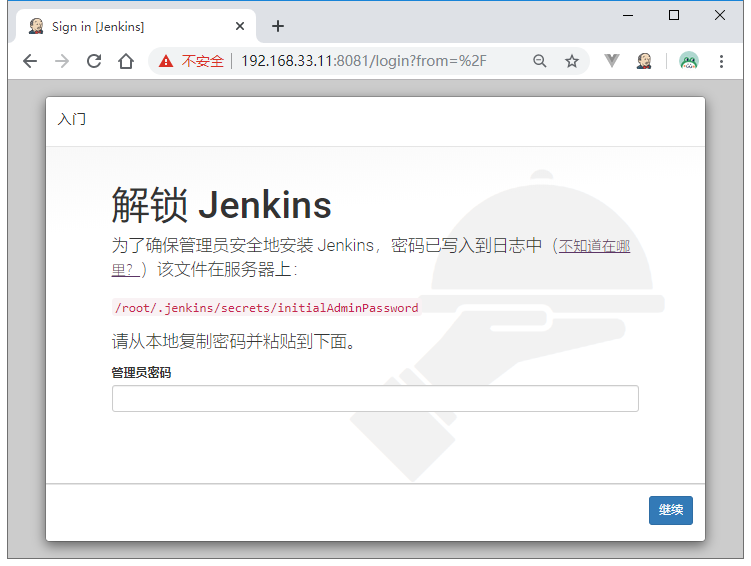 Sign in [Jenkins]
不安全 | 192.168.33.11:8081/login?from=%2F
入门
解锁 Jenkins
为了确保管理员安全地安装 Jenkins，密码已写入到日志中（不知道在哪
里？）该文件在服务器上：
/root/.jenkins/secrets/initialAdminPassword
请从本地复制密码并粘贴到下面。
管理员密码
继续